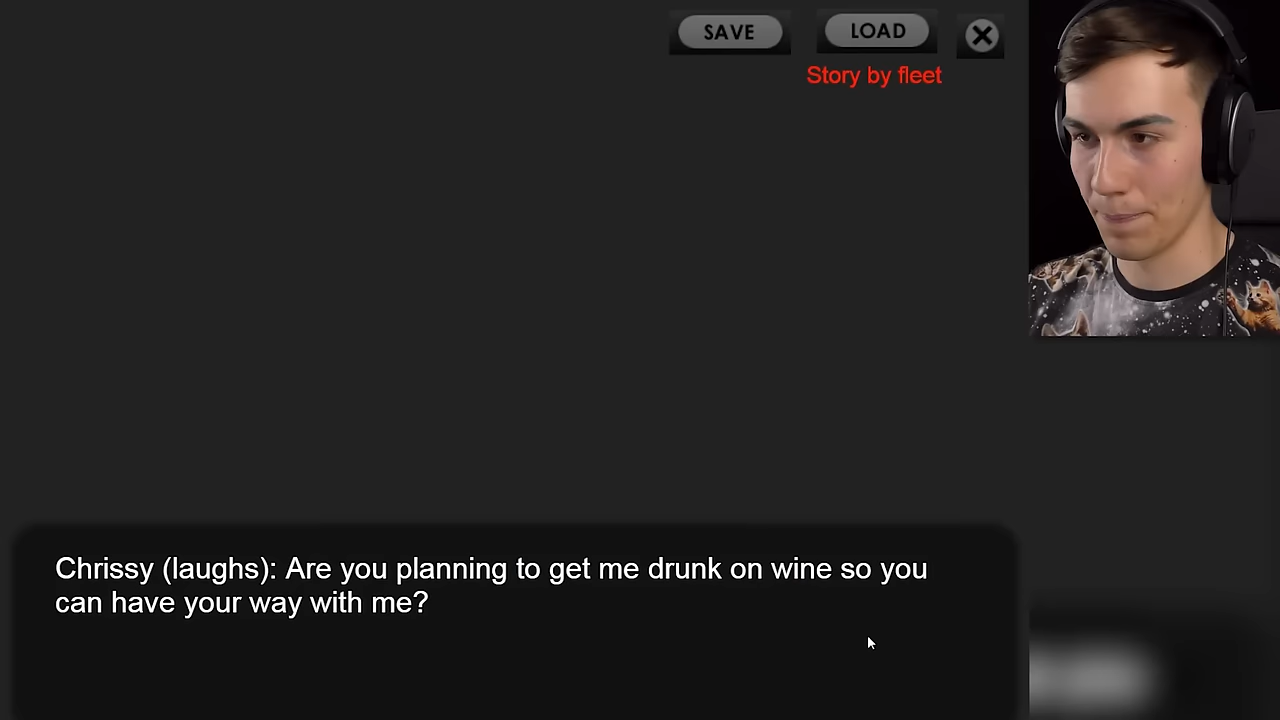 SAVE
LOAD
Story by fleet
Chrissy (laughs): Are you planning to get me drunk on wine so you
can have your way with me?